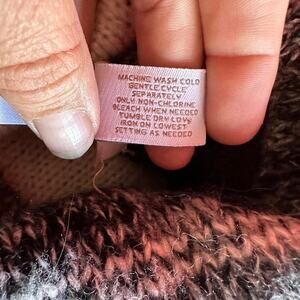 MACHINE WASH COLD
GENTLE CYCLE
SEPARATELY
ONLY NON-CHLORINE
BLEACH WHEN NEEDED
TUMBLE DRY LOW
IRON ON LOWEST
SETTING AS NEEDED